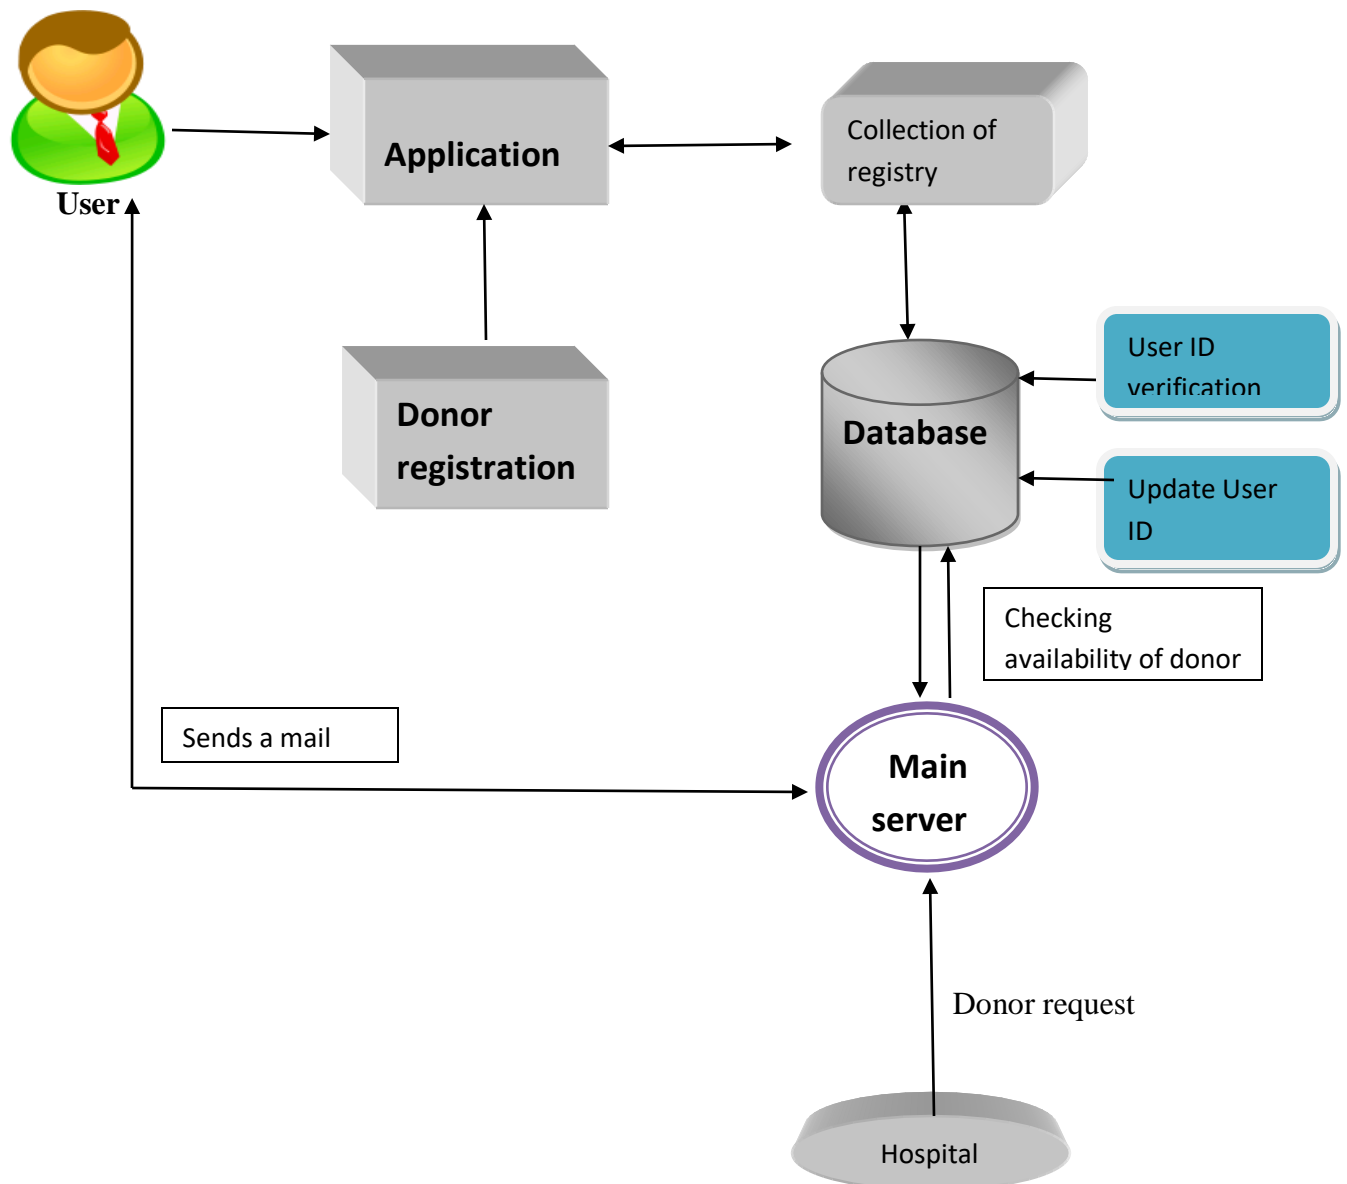 User
Application
Collection of
registry
Donor
registration
Database
User ID
verification
Update User
ID
Checking
availability of donor
Sends a mail
Main
server
Donor request
Hospital